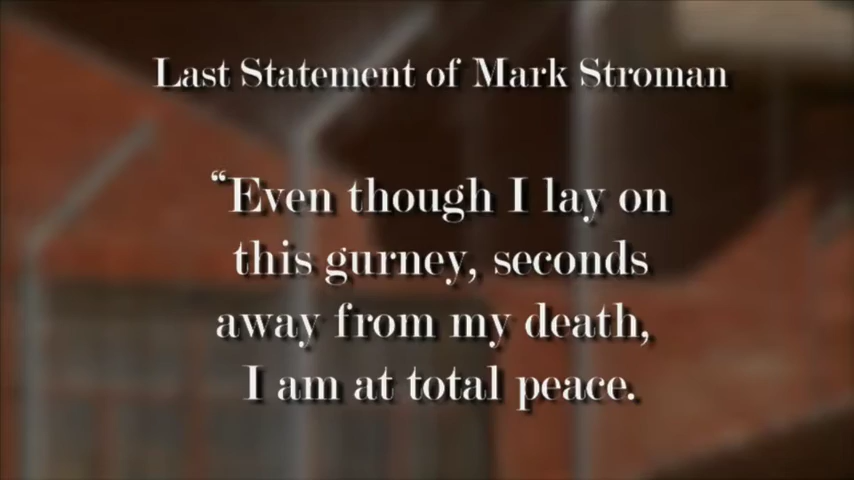 Last Statement of Mark Stroman
“Even though I lay on
this gurney, seconds
away from my death,
I am at total peace.